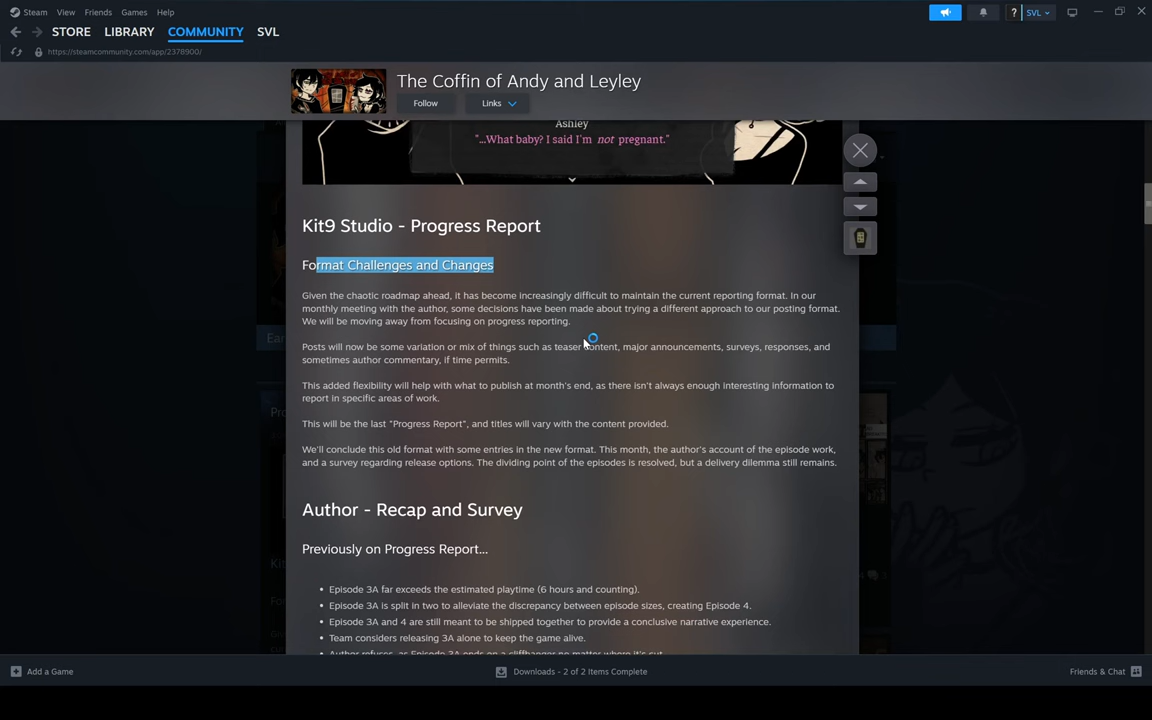 Steam View Friends Games Help
? SVL
STORE LIBRARY COMMUNITY SVL
https://steamcommunity.com/app/2378900/
The Coffin of Andy and Leyley
Follow Links
Ashley
"...What baby? I said I'm not pregnant."
Kit9 Studio - Progress Report
Format Challenges and Changes
Given the chaotic roadmap ahead, it has become increasingly difficult to maintain the current reporting format. In our
monthly meeting with the author, some decisions have been made about trying a different approach to our posting format.
We will be moving away from focusing on progress reporting.
Posts will now be some variation or mix of things such as teaser content, major announcements, surveys, responses, and
sometimes author commentary, if time permits.
This added flexibility will help with what to publish at month's end, as there isn't always enough interesting information to
report in specific areas of work.
This will be the last "Progress Report", and titles will vary with the content provided.
We'll conclude this old format with some entries in the new format. This month, the author's account of the episode work,
and a survey regarding release options. The dividing point of the episodes is resolved, but a delivery dilemma still remains.
Author - Recap and Survey
Previously on Progress Report...
• Episode 3A far exceeds the estimated playtime (6 hours and counting).
• Episode 3A is split in two to alleviate the discrepancy between episode sizes, creating Episode 4.
• Episode 3A and 4 are still meant to be shipped together to provide a conclusive narrative experience.
• Team considers releasing 3A alone to keep the game alive.
• Author refuses, as Episode 3A ends on a cliffhanger no matter where it's cut.
Add a Game
Downloads - 2 of 2 Items Complete
Friends & Chat